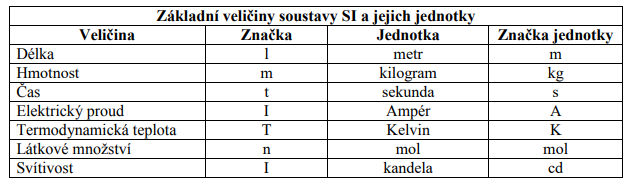 Základní veličiny soustavy SI a jejich jednotky
Veličina Značka Jednotka Značka jednotky
Délka l metr m
Hmotnost m kilogram kg
Čas t sekunda s
Elektrický proud I Ampér A
Termodynamická teplota T Kelvin K
Látkové množství n mol mol
Svítivost I kandela cd